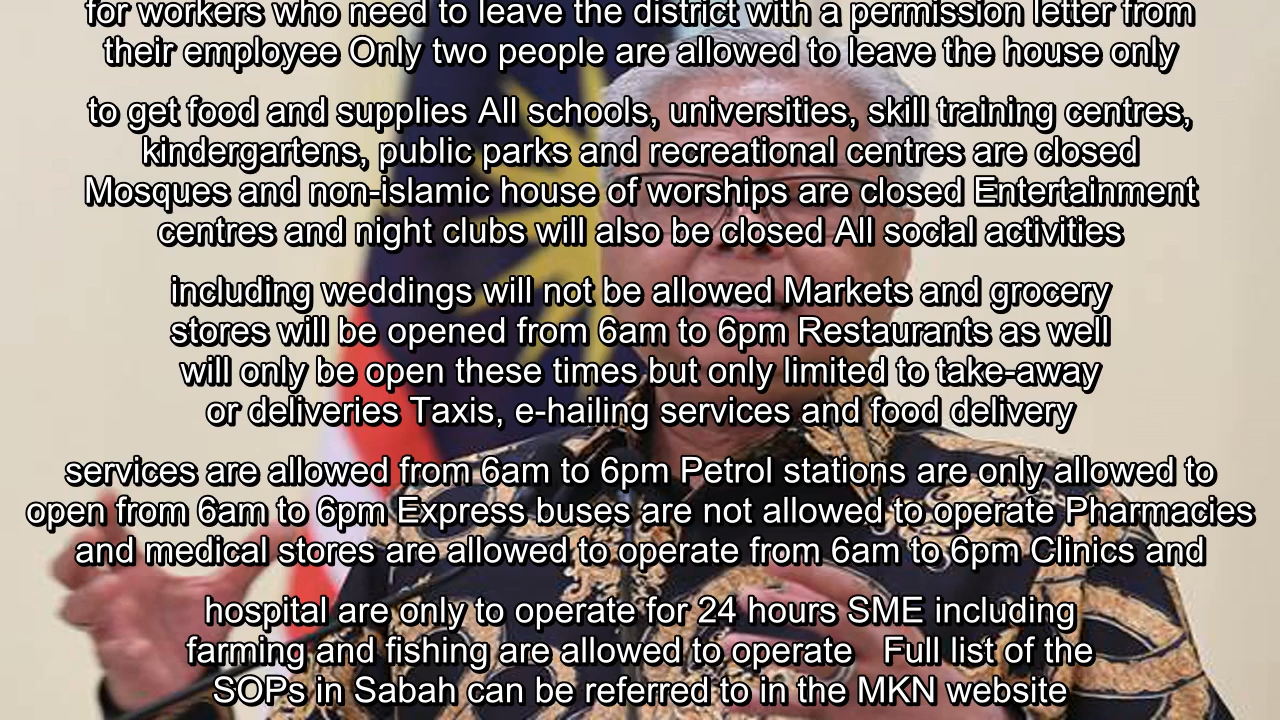 for workers who need to leave the district with a permission letter from
their employee Only two people are allowed to leave the house only
to get food and supplies All schools, universities, skill training centres,
kindergartens, public parks and recreational centres are closed
Mosques and non-islamic house of worships are closed Entertainment
centres and night clubs will also be closed All social activities
including weddings will not be allowed Markets and grocery
stores will be opened from 6am to 6pm Restaurants as well
will only be open these times but only limited to take-away
or deliveries Taxis, e-hailing services and food delivery
services are allowed from 6am to 6pm Petrol stations are only allowed to
open from 6am to 6pm Express buses are not allowed to operate Pharmacies
and medical stores are allowed to operate from 6am to 6pm Clinics and
hospital are only to operate for 24 hours SME including
farming and fishing are allowed to operate   Full list of the
SOPs in Sabah can be referred to in the MKN website